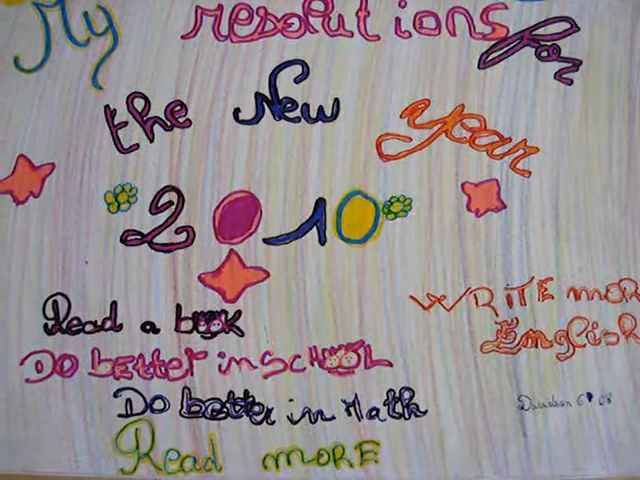 My resolutions for
the New year
2010
Read a book
WRITE MOR
English
DO better in SCHOOL
Do better in Math
Read MORE